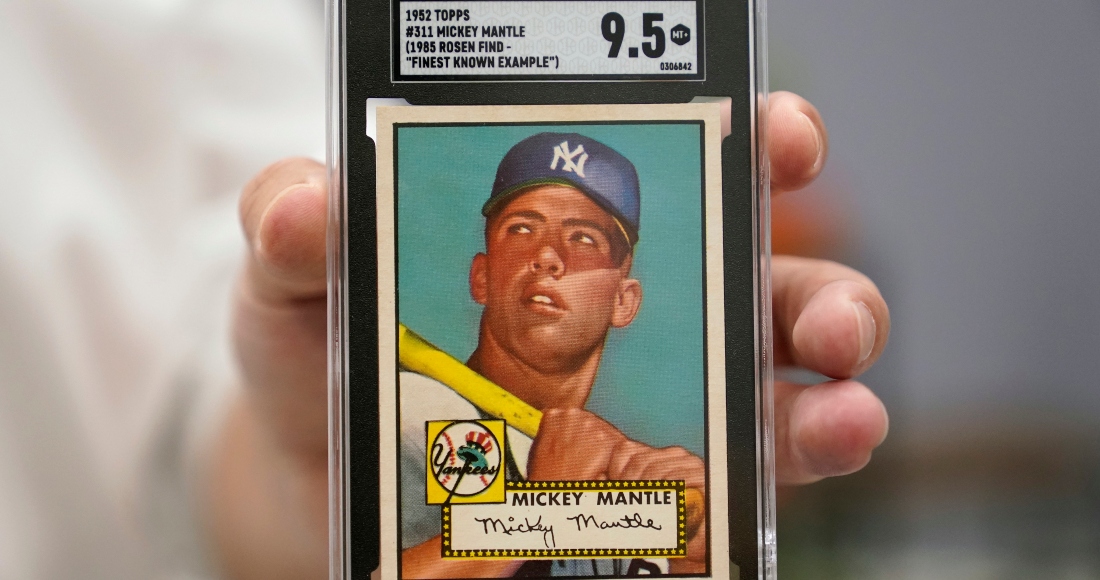 1952 TOPPS
#311 MICKEY MANTLE
(1985 ROSEN FIND -
"FINEST KNOWN EXAMPLE")
9.5 MT+
0306842
NY
Yankees
MICKEY MANTLE
Mickey Mantle